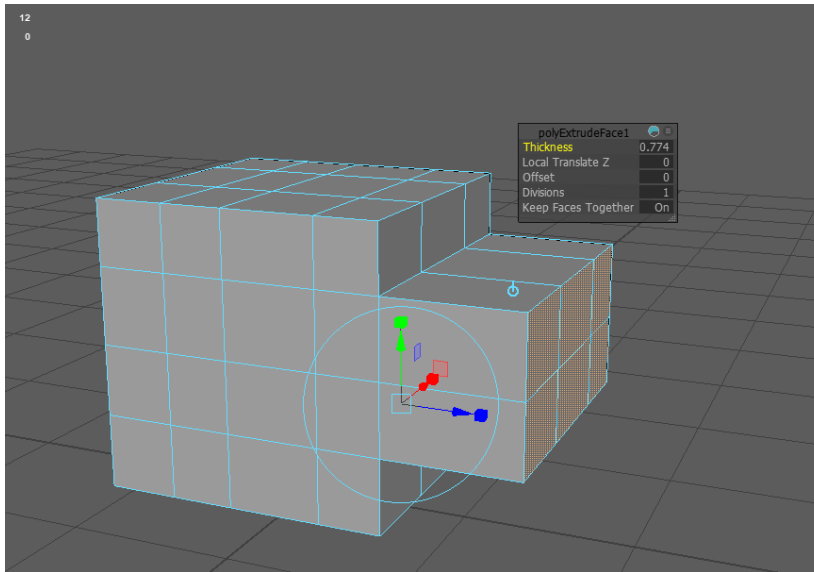 12
0
polyExtrudeFace1
Thickness 0.774
Local Translate Z 0
Offset 0
Divisions 1
Keep Faces Together On